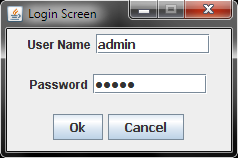 Login Screen
User Name admin
Password •••••
Ok Cancel